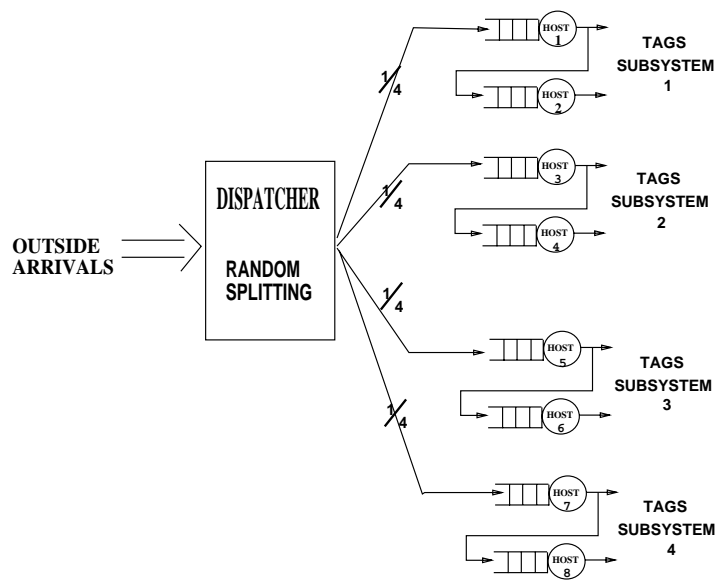 OUTSIDE
ARRIVALS
DISPATCHER
RANDOM
SPLITTING
1/4
1/4
1/4
1/4
HOST
1
HOST
2
TAGS
SUBSYSTEM
1
HOST
3
HOST
4
TAGS
SUBSYSTEM
2
HOST
5
HOST
6
TAGS
SUBSYSTEM
3
HOST
7
HOST
8
TAGS
SUBSYSTEM
4